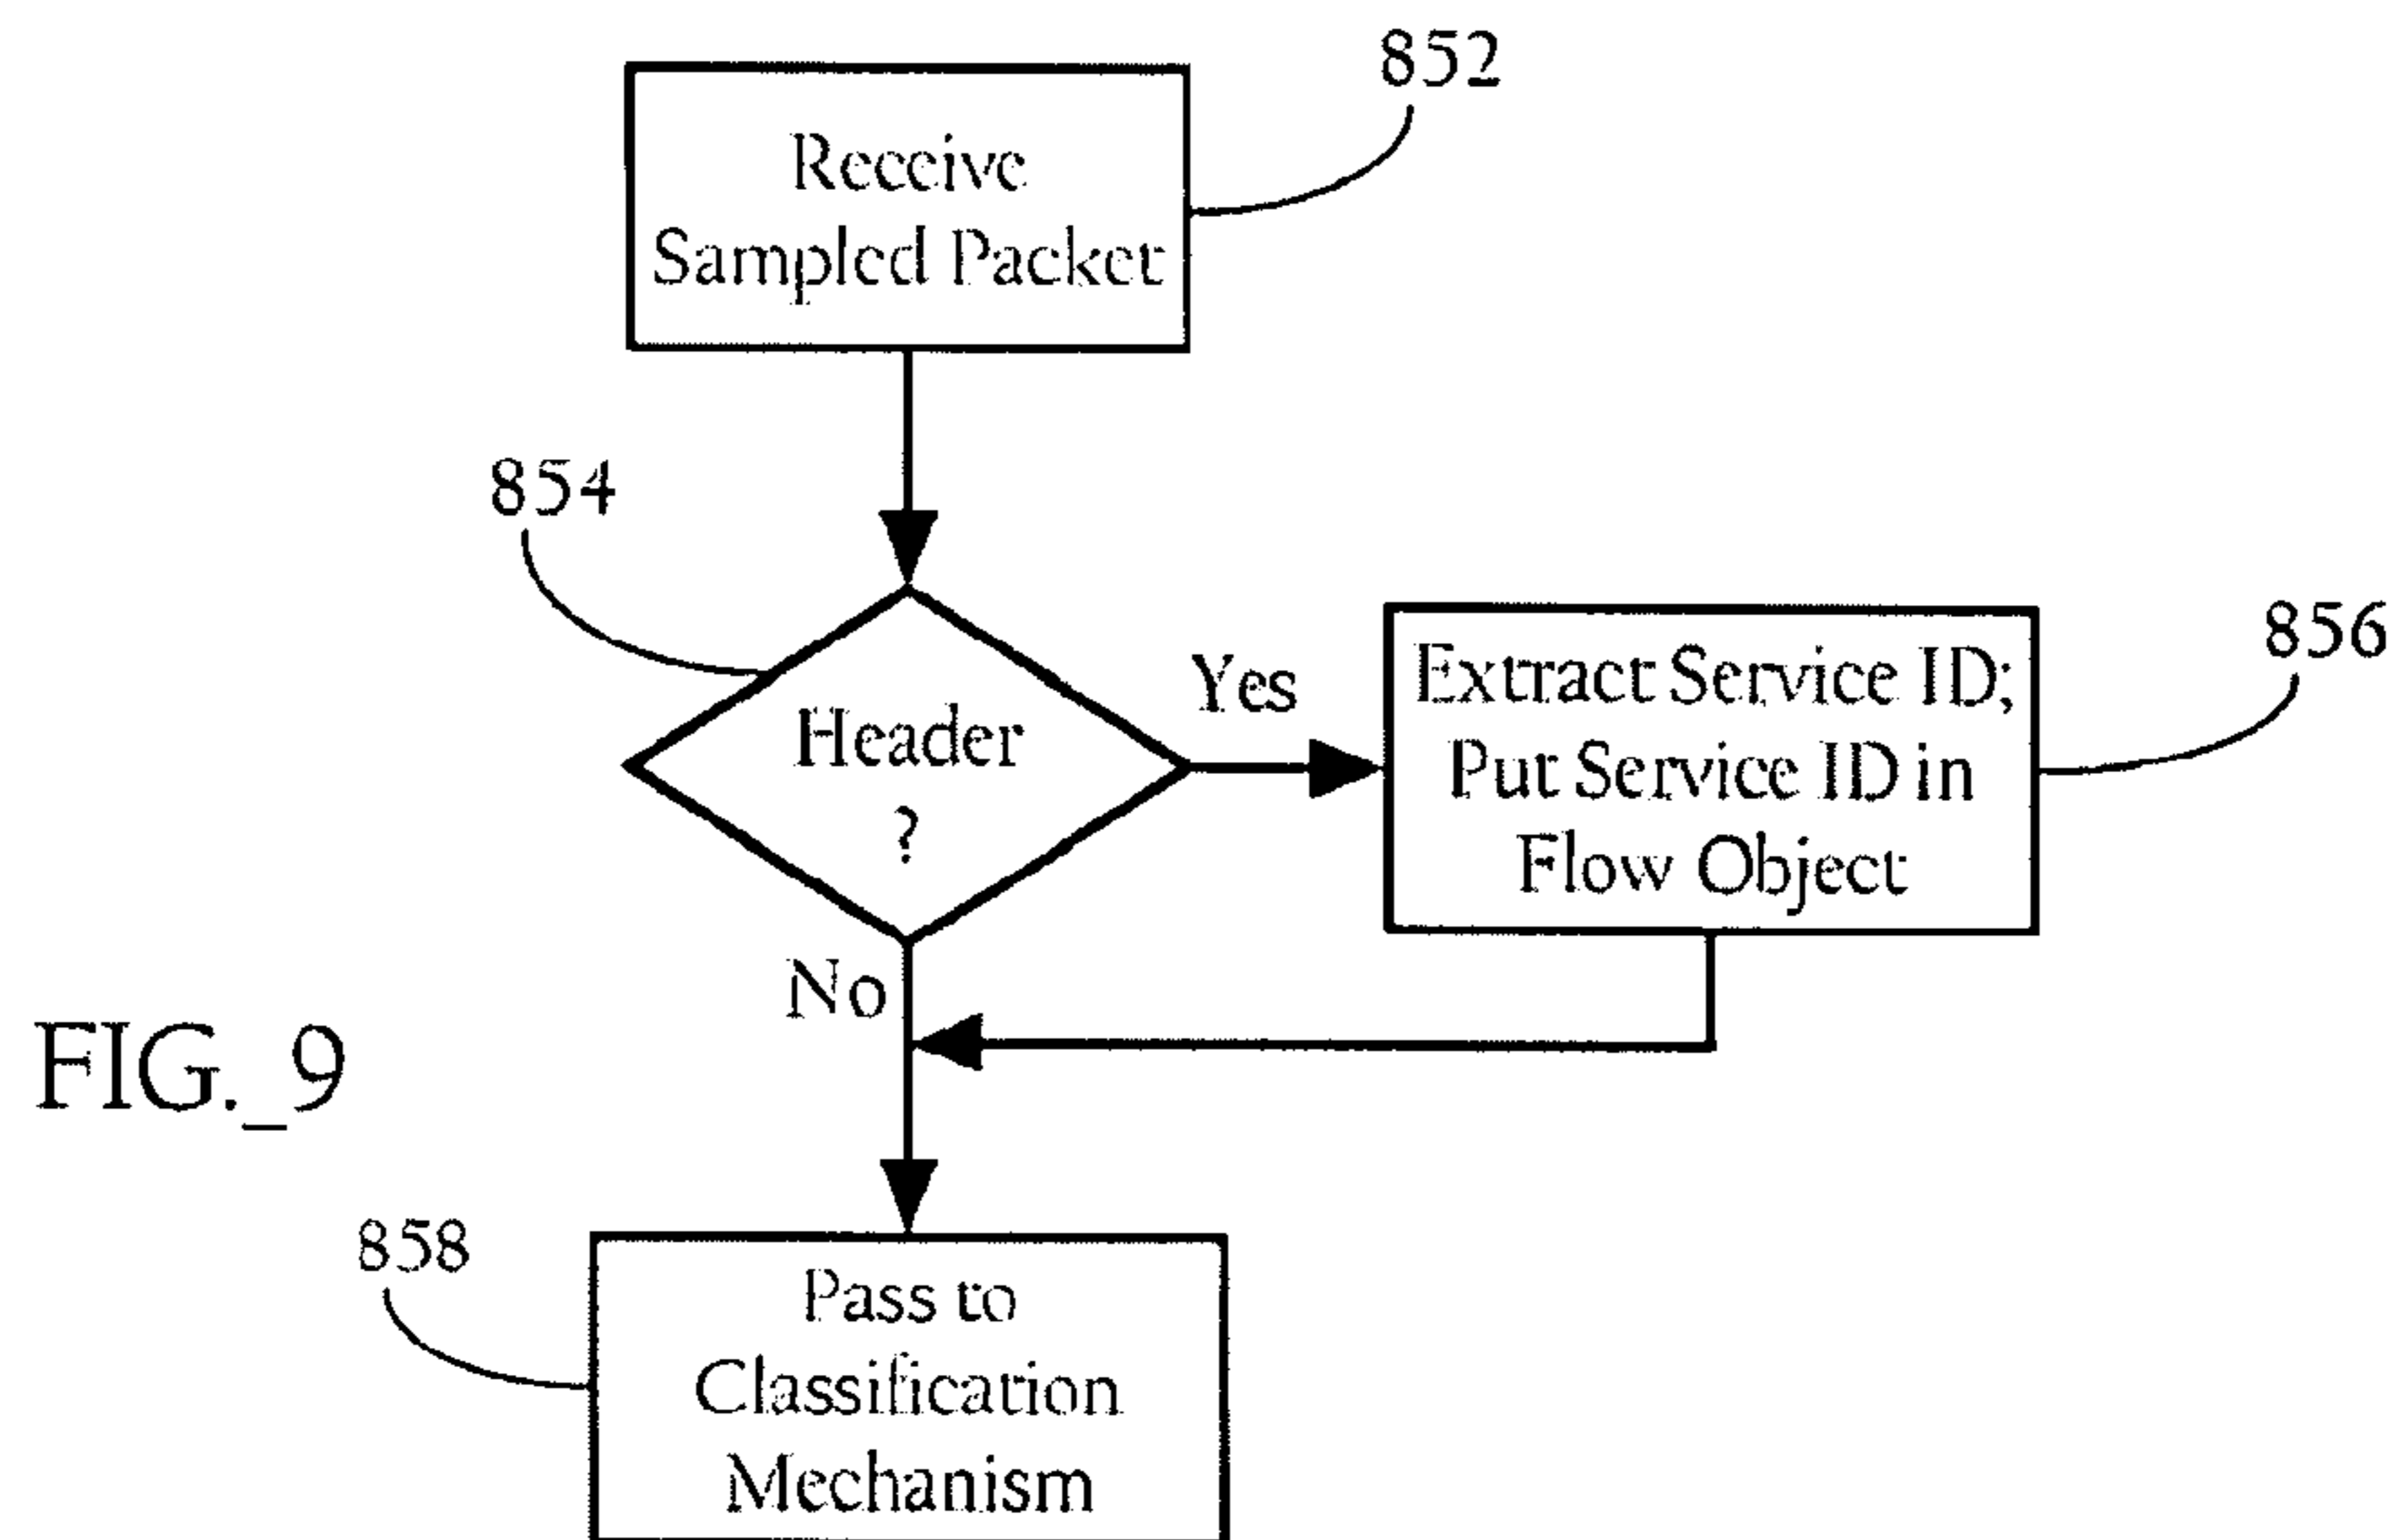 852
Receive
Sampled Packet
854
Header
?
Yes
856
Extract Service ID;
Put Service ID in
Flow Object
No
FIG._9
858
Pass to
Classification
Mechanism